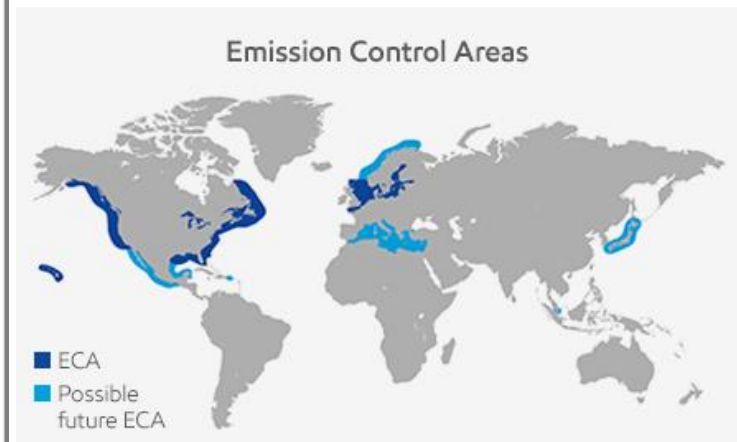 Emission Control Areas
ECA
Possible
future ECA